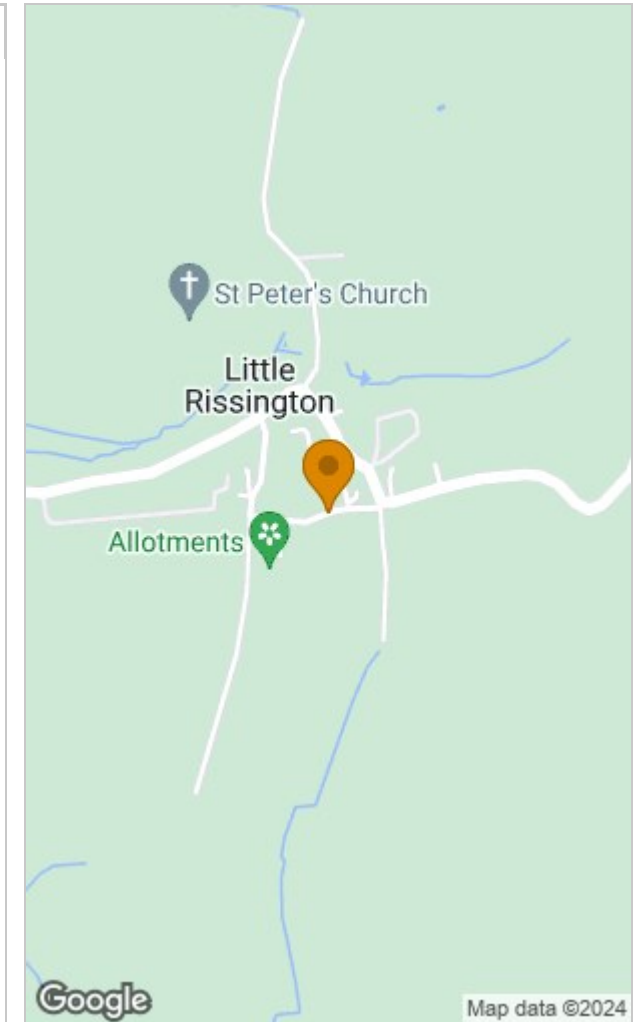 St Peter's Church
Little
Rissington
Allotments
Google
Map data ©2024